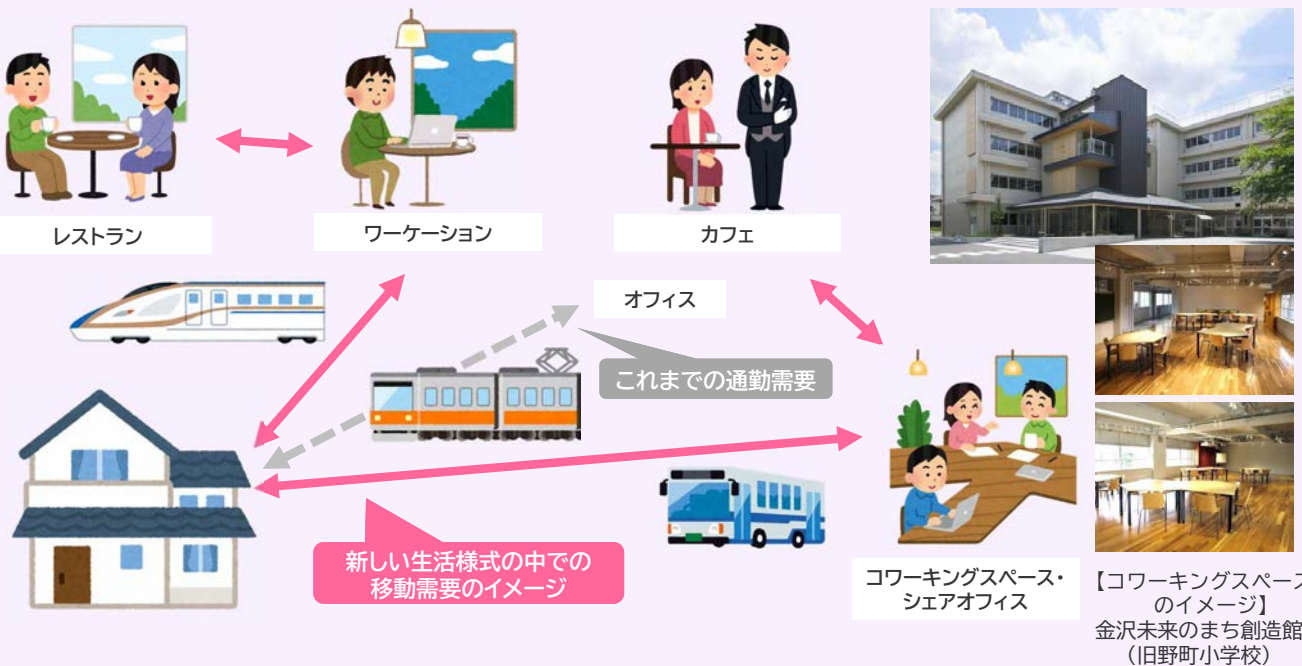 レストラン
ワーケーション
カフェ
オフィス
これまでの通勤需要
新しい生活様式の中での
移動需要のイメージ
コワーキングスペース・
シェアオフィス
【コワーキングスペース
のイメージ】
金沢未来のまち創造館
（旧野町小学校）